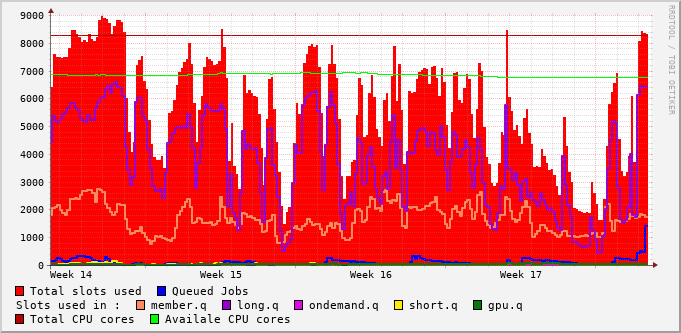 RRDTOOL / TOBI OETIKER
9000
8000
7000
6000
5000
4000
3000
2000
1000
0
Week 14 Week 15 Week 16 Week 17
Total slots used Queued Jobs
Slots used in : member.q long.q ondemand.q short.q gpu.q
Total CPU cores Availale CPU cores